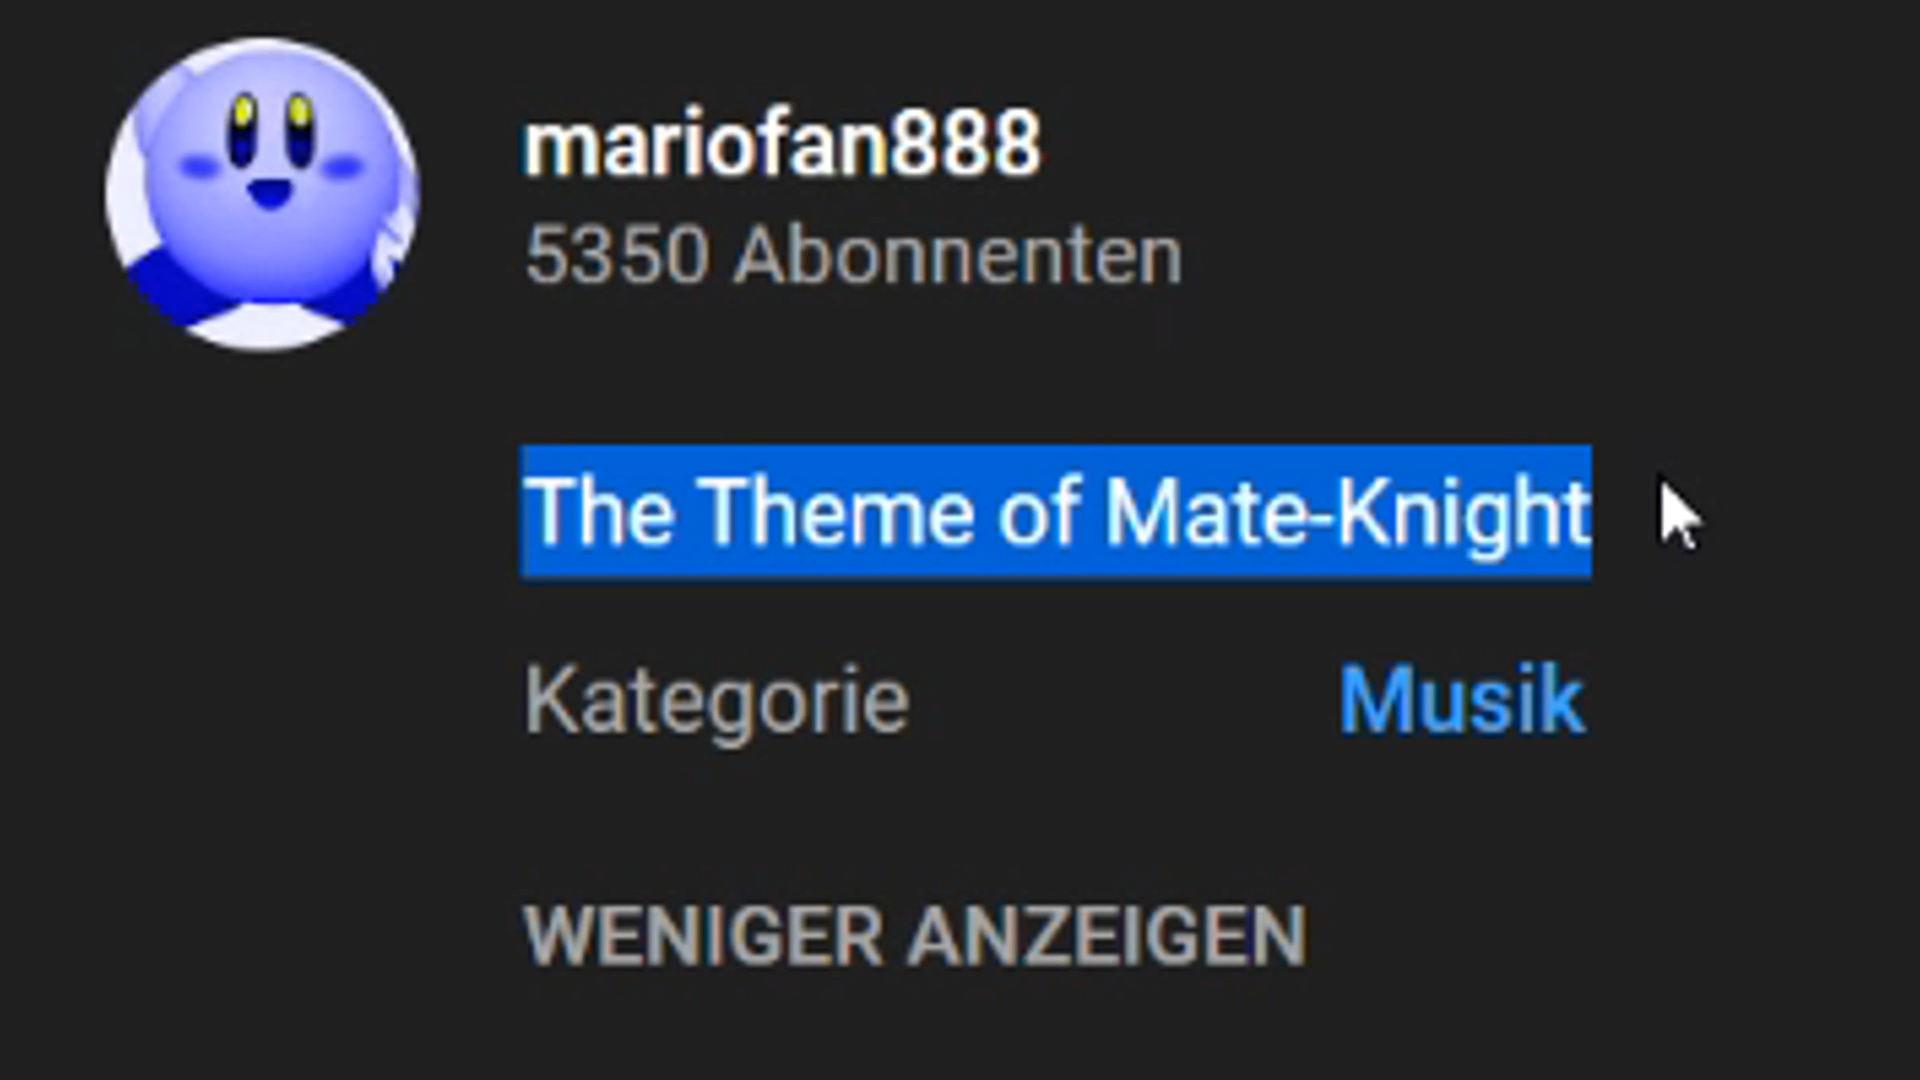 mariofan888
5350 Abonnenten
The Theme of Mate-Knight
Kategorie Musik
WENIGER ANZEIGEN